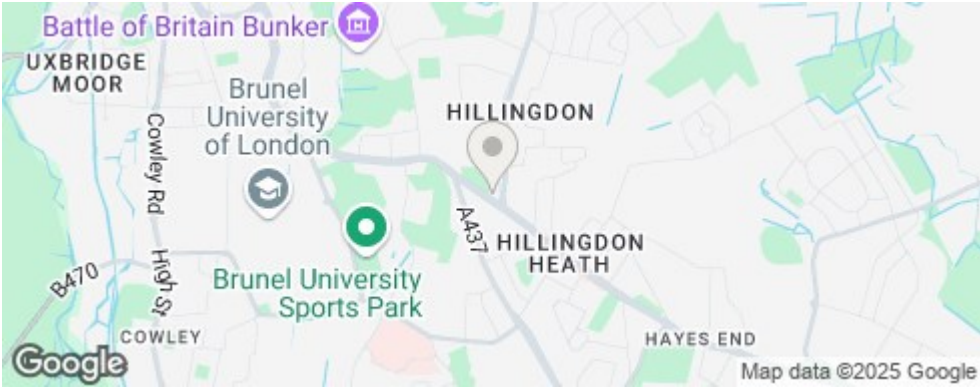 Battle of Britain Bunker
UXBRIDGE
MOOR
Brunel
University
of London
HILLINGDON
Cowley Rd
A437
HILLINGDON
HEATH
High St
B470
Brunel University
Sports Park
COWLEY
HAYES END
Google
Map data ©2025 Google